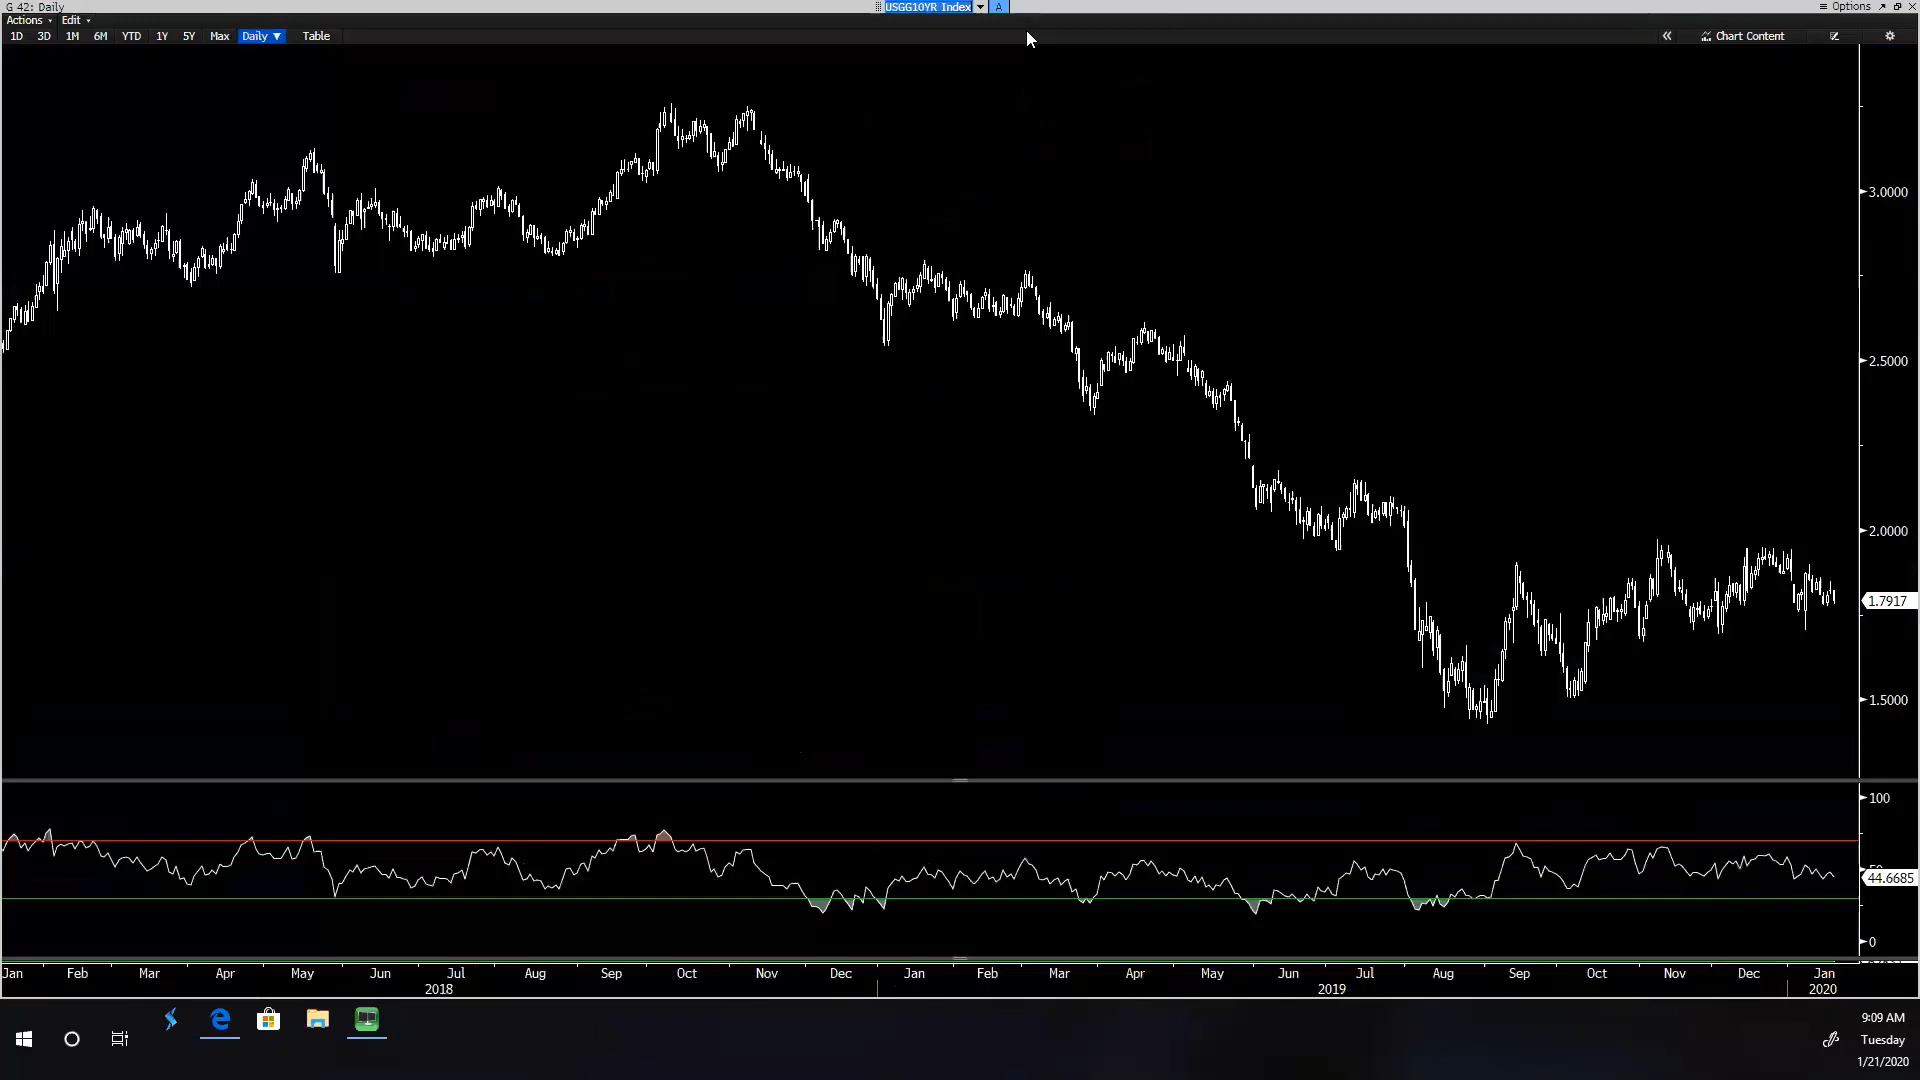 G 42: Daily
USGG10YR Index
A
Options
Actions
Edit
1D 3D 1M 6M YTD 1Y 5Y Max Daily ▼ Table
« Chart Content
3.0000
2.5000
2.0000
1.7917
1.5000
100
50
44.6685
0
Jan Feb Mar Apr May Jun Jul Aug Sep Oct Nov Dec Jan Feb Mar Apr May Jun Jul Aug Sep Oct Nov Dec Jan
2018 2019 2020
9:09 AM
Tuesday
1/21/2020